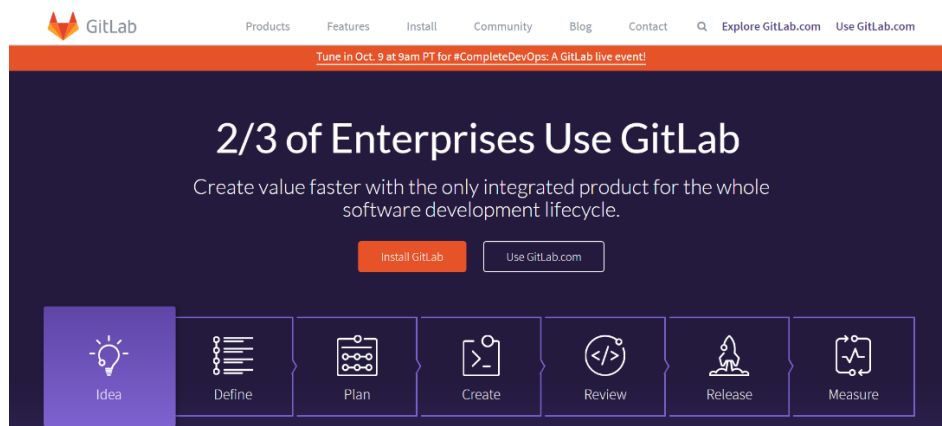 GitLab
Products Features Install Community Blog Contact Explore GitLab.com Use GitLab.com
Tune in Oct. 9 at 9am PT for #CompleteDevOps: A GitLab live event!
2/3 of Enterprises Use GitLab
Create value faster with the only integrated product for the whole
software development lifecycle.
Install GitLab Use GitLab.com
Idea Define Plan Create Review Release Measure